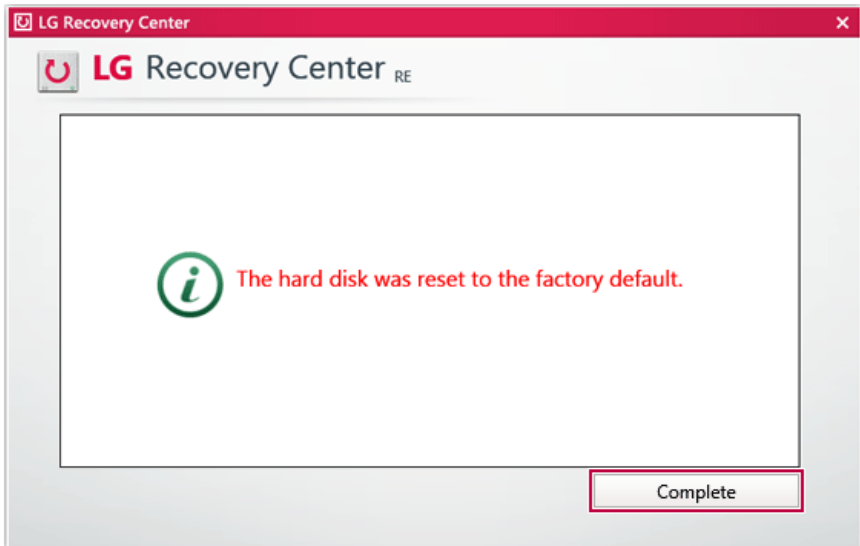 LG Recovery Center
LG Recovery Center RE
The hard disk was reset to the factory default.
Complete